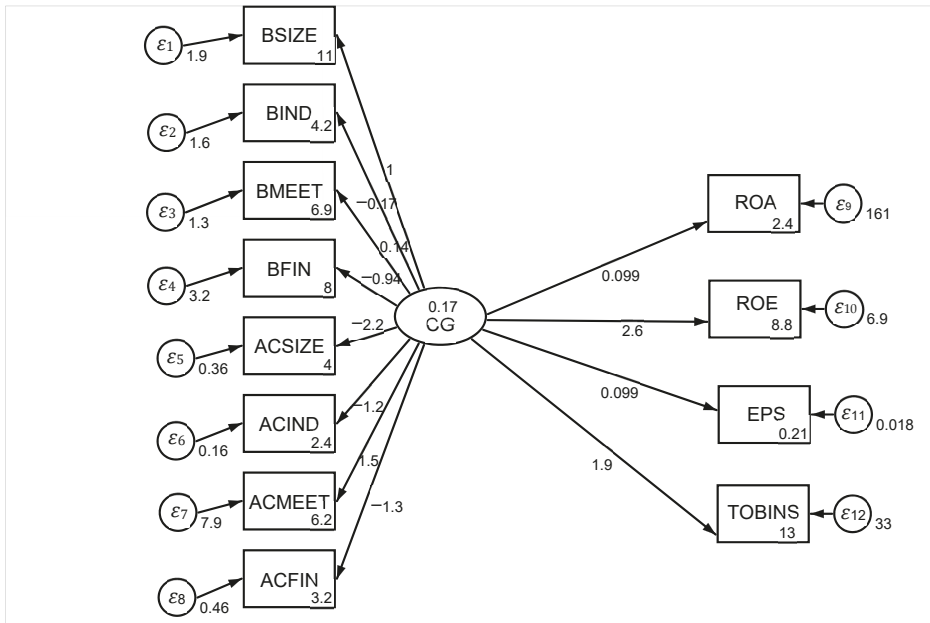 ε1
1.9
BSIZE
11
ε2
1.6
BIND
4.2
ε3
1.3
BMEET
6.9
ε4
3.2
BFIN
8
ε5
0.36
ACSIZE
4
ε6
0.16
ACIND
2.4
ε7
7.9
ACMEET
6.2
ε8
0.46
ACFIN
3.2
1
−0.17
0.14
−0.94
−2.2
−1.2
1.5
−1.3
0.17
CG
0.099
2.6
0.099
1.9
ROA
2.4
ε9
161
ROE
8.8
ε10
6.9
EPS
0.21
ε11
0.018
TOBINS
13
ε12
33